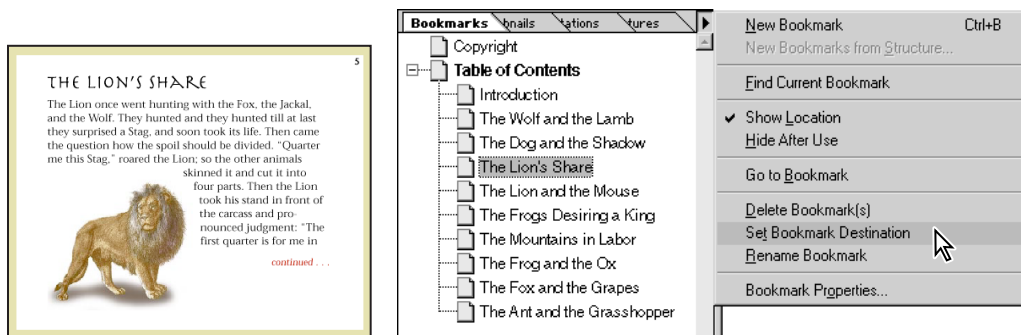 5
THE LION'S SHARE
The Lion once went hunting with the Fox, the Jackal,
and the Wolf. They hunted and they hunted till at last
they surprised a Stag, and soon took its life. Then came
the question how the spoil should be divided. "Quarter
me this Stag," roared the Lion; so the other animals
skinned it and cut it into
four parts. Then the Lion
took his stand in front of
the carcass and pro-
nounced judgment: "The
first quarter is for me in
continued . . .
Bookmarks bnails tations tures
Copyright
Table of Contents
Introduction
The Wolf and the Lamb
The Dog and the Shadow
The Lion's Share
The Lion and the Mouse
The Frogs Desiring a King
The Mountains in Labor
The Frog and the Ox
The Fox and the Grapes
The Ant and the Grasshopper
New Bookmark Ctrl+B
New Bookmarks from Structure...
Find Current Bookmark
Show Location
Hide After Use
Go to Bookmark
Delete Bookmark(s)
Set Bookmark Destination
Rename Bookmark
Bookmark Properties...